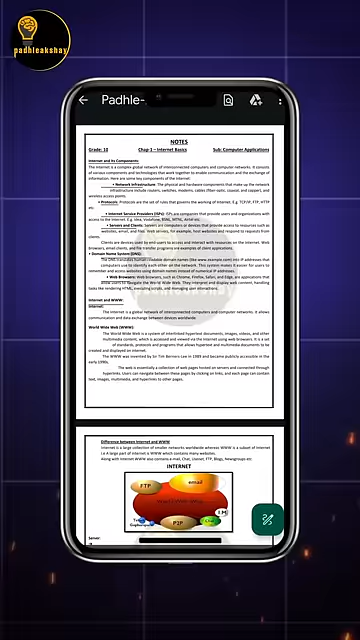 padhleakshay
Padhle-
NOTES
Grade: 10 Chap-1 – Internet Basics Sub: Computer Applications
Internet and its Components:
The Internet is a complex global network of interconnected computers and computer networks. It consists
of various components and technologies that work together to enable communication and the exchange of
information. Here are some key components of the internet:
• Network Infrastructure: The physical and hardware components that make up the network
infrastructure include routers, switches, modems, cables (fiber-optic, coaxial, and copper), and
wireless access points.
• Protocols: Protocols are the set of rules that governs the working of internet. E.g. TCP/IP, FTP, HTTP
etc.
• Internet Service Providers (ISPs): ISPs are companies that provide users and organisations with
access to the internet. E.g. Idea, Vodafone, BSNL, MTNL, Airtel etc.
• Servers and Clients: Servers are computers or devices that provide access to resources such as
websites, email, and files. Web servers, for example, host websites and respond to requests from
clients.
Clients are devices used by end-users to access and interact with resources on the internet. Web
browsers, email clients, and file transfer programs are examples of client applications.
• Domain Name System (DNS):
The DNS translates human-readable domain names (like www.example.com) into IP addresses that
computers use to identify each other on the network. This system makes it easier for users to
remember and access websites using domain names instead of numerical IP addresses.
• Web Browsers: Web browsers, such as Chrome, Firefox, Safari, and Edge, are applications that
allow users to navigate the World Wide Web. They interpret and display web content, handling
tasks like rendering HTML, executing scripts, and managing user interactions.
Internet and WWW:
Internet:
The Internet is a global network of interconnected computers and computer networks. It allows
communication and data exchange between devices worldwide.
World Wide Web (WWW):
The World Wide Web is a system of interlinked hypertext documents, images, videos, and other
multimedia content, which is accessed and viewed via the Internet using web browsers. It is a set
of standards, protocols and programs that allows hypertext and multimedia documents to be
created and displayed on internet.
The WWW was invented by Sir Tim Berners-Lee in 1989 and became publicly accessible in the
early 1990s.
The web is essentially a collection of web pages hosted on servers and connected through
hyperlinks. Users can navigate between these pages by clicking on links, and each page can contain
text, images, multimedia, and hyperlinks to other pages.
Difference between Internet and WWW
Internet is a large collection of smaller networks worldwide whereas WWW is a subset of Internet
i.e A large part of internet is WWW which contains many websites.
Along with internet WWW also contains e-mail, Chat, Usenet, FTP, Blogs, Newsgroups etc
INTERNET
FTP
email
P2P
IM
Server: